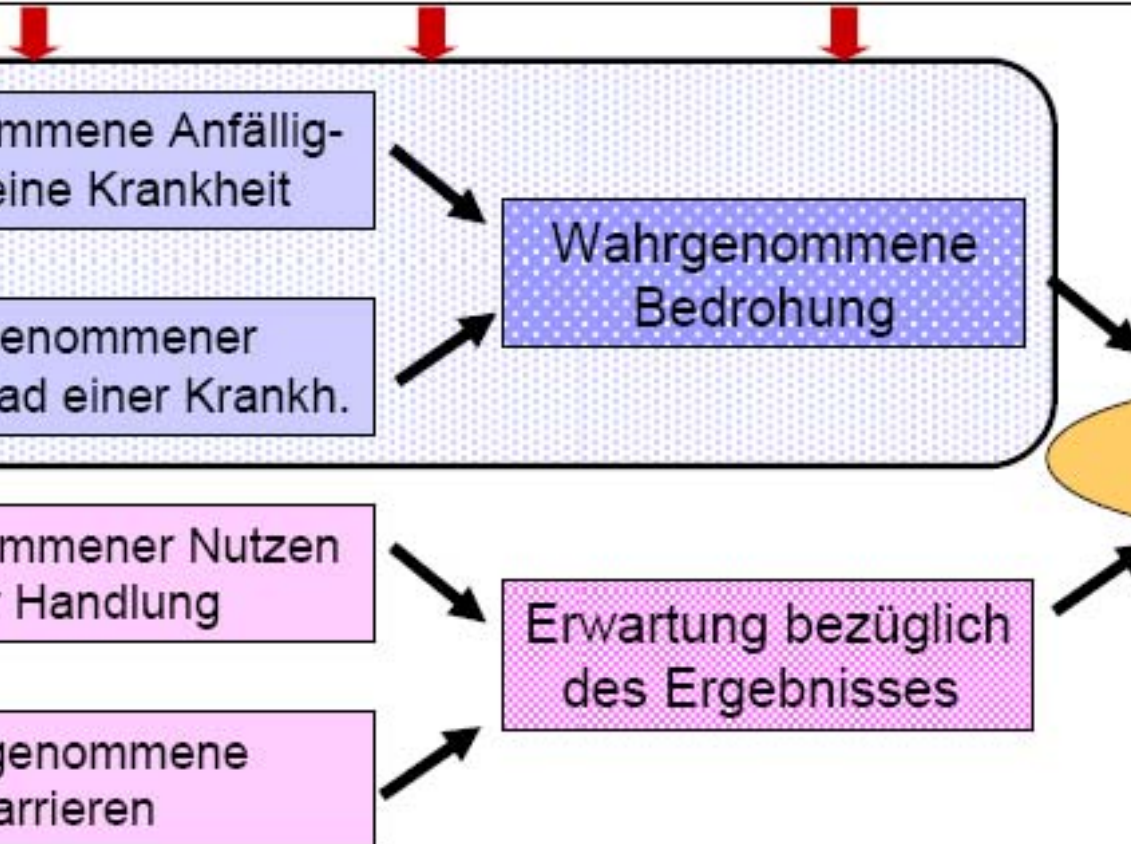 mmene Anfällig-
eine Krankheit
Wahrgenommene
Bedrohung
enommener
ad einer Krankh.
mmener Nutzen
Handlung
Erwartung bezüglich
des Ergebnisses
genommene
arrieren